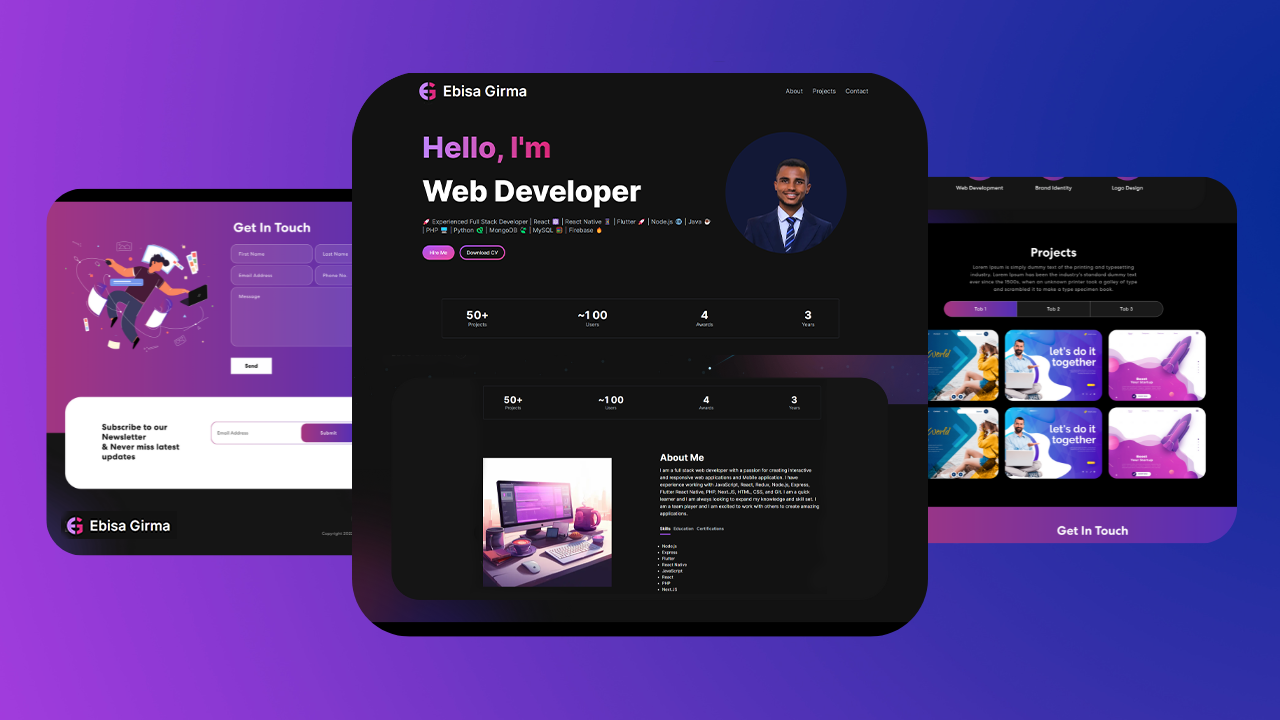 Get In Touch
First Name
Last Name
Email Address
Phone No
Message
Send
Subscribe to our
Newsletter
& Never miss latest
updates
Email Address
Submit
Ebisa Girma
Ebisa Girma
About
Projects
Contact
Hello, I'm
Web Developer
🚀 Experienced Full Stack Developer | React ⚛️ | React Native 📱 | Flutter 🚀 | Node.js 🌐 | Java ☕
| PHP 💻 | Python 🐍 | MongoDB 🍃 | MySQL | Firebase 🔥
Hire Me
Download CV
50+
Projects
~1 00
Users
4
Awards
3
Years
50+
Projects
~1 00
Users
4
Awards
3
Years
About Me
I am a full stack web developer with a passion for creating interactive
and responsive web applications and Mobile application. I have
experience working with JavaScript, React, Redux, Node.js, Express,
Flutter React Native, PHP, Next.JS, HTML, CSS, and Git. I am a quick
learner and I am always looking to expand my knowledge and skill set. I
am a team player and I am excited to work with others to create amazing
applications.
Skills
Education
Certifications
Node.js
Express
Flutter
React Native
JavaScript
React
PHP
Next.JS
Web Development
Brand Identity
Logo Design
Projects
Lorem Ipsum is simply dummy text of the printing and typesetting
industry. Lorem Ipsum has been the industry's standard dummy text
ever since the 1500s, when an unknown printer took a galley of type
and scrambled it to make a type specimen book.
Tab 1
Tab 2
Tab 3
World
let's do it
together
Boost
Your Startup
World
let's do it
together
Boost
Your Startup
Get In Touch